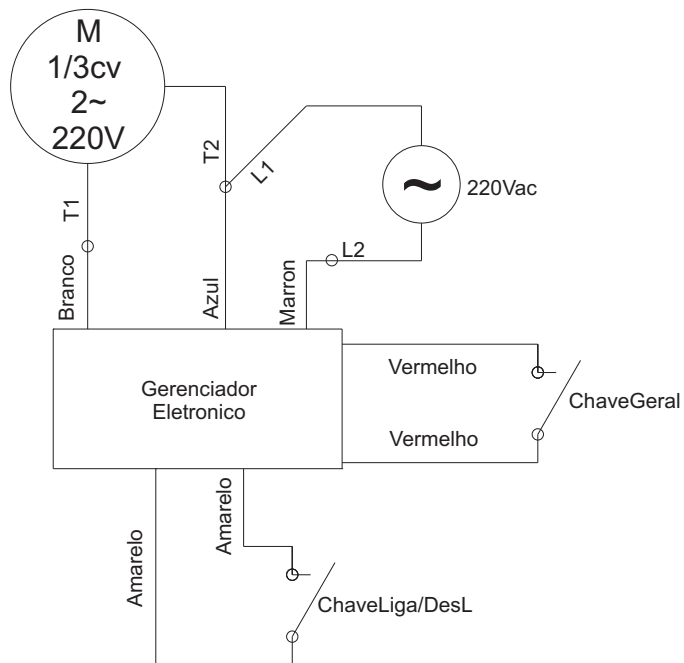 M
1/3cv
2~
220V
T2
L1
~
220Vac
T1
L2
Branco
Azul
Marron
Gerenciador
Eletronico
Vermelho
ChaveGeral
Vermelho
Amarelo
Amarelo
ChaveLiga/DesL